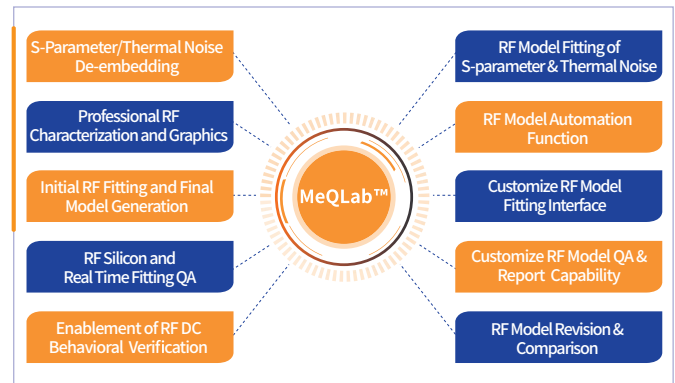 S-Parameter/Thermal Noise
De-embedding
Professional RF
Characterization and Graphics
Initial RF Fitting and Final
Model Generation
RF Silicon and
Real Time Fitting QA
Enablement of RF DC
Behavioral Verification
MeQLab™
RF Model Fitting of
S-parameter & Thermal Noise
RF Model Automation
Function
Customize RF Model
Fitting Interface
Customize RF Model QA &
Report Capability
RF Model Revision &
Comparison